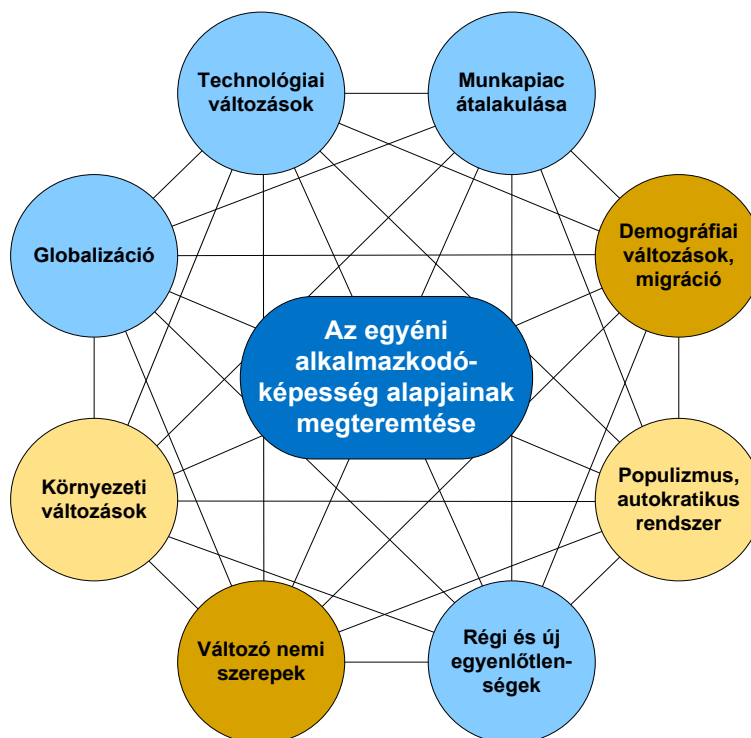 Technológiai
változások
Munkapiac
átalakulása
Globalizáció
Demográfiai
változások,
migráció
Az egyéni
alkalmazkodó-
képesség alapjainak
megteremtése
Környezeti
változások
Populizmus,
autokratikus
rendszer
Változó nemi
szerepek
Régi és új
egyenlőtlen-
ségek